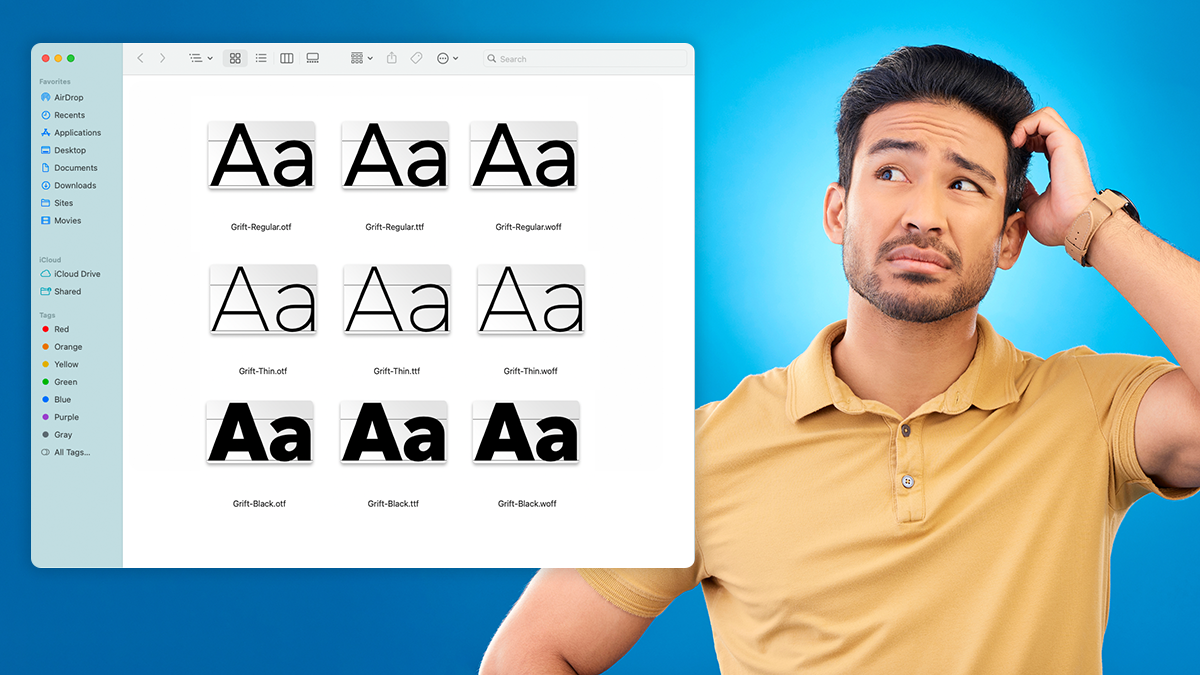 Search
Favorites
AirDrop
Recents
Applications
Desktop
Documents
Downloads
Sites
Movies
iCloud
iCloud Drive
Shared
Tags
Red
Orange
Yellow
Green
Blue
Purple
Gray
All Tags...
Aa Aa Aa
Grift-Regular.otf Grift-Regular.ttf Grift-Regular.woff
Aa Aa Aa
Grift-Thin.otf Grift-Thin.ttf Grift-Thin.woff
Aa Aa Aa
Grift-Black.otf Grift-Black.ttf Grift-Black.woff